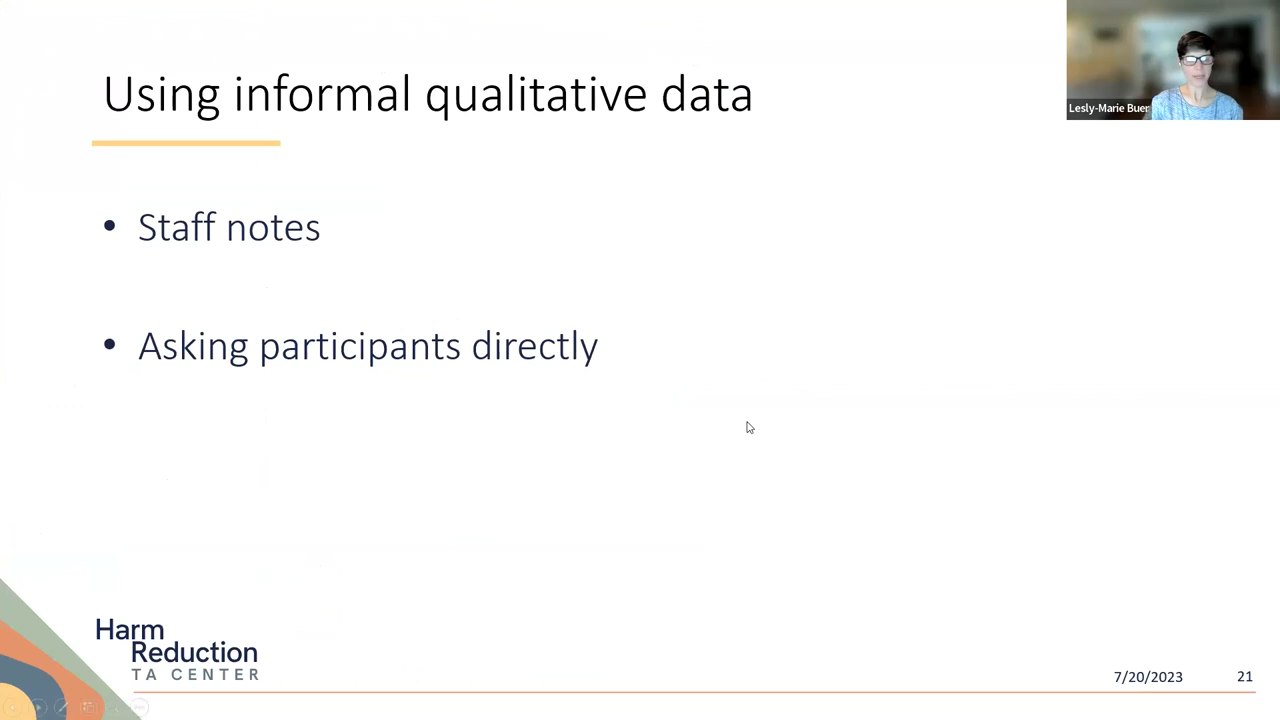 Using informal qualitative data
Lesly-Marie Buer
• Staff notes
• Asking participants directly
Harm
Reduction
TA CENTER
7/20/2023
21